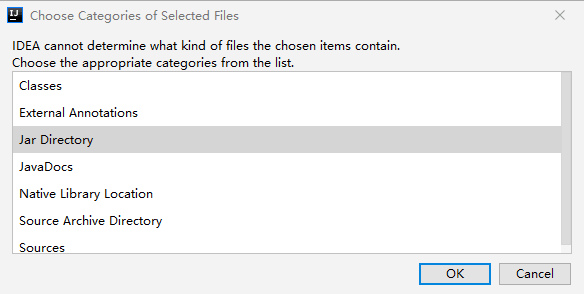 IJ
Choose Categories of Selected Files
IDEA cannot determine what kind of files the chosen items contain.
Choose the appropriate categories from the list.
Classes
External Annotations
Jar Directory
JavaDocs
Native Library Location
Source Archive Directory
Sources
OK
Cancel